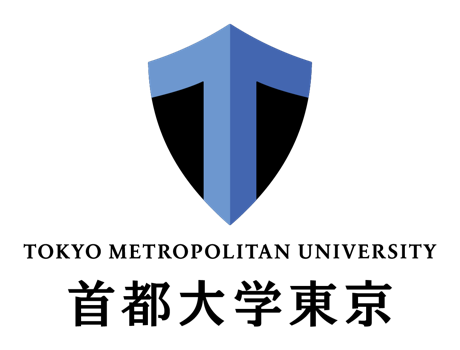 TOKYO METROPOLITAN UNIVERSITY
首都大学東京